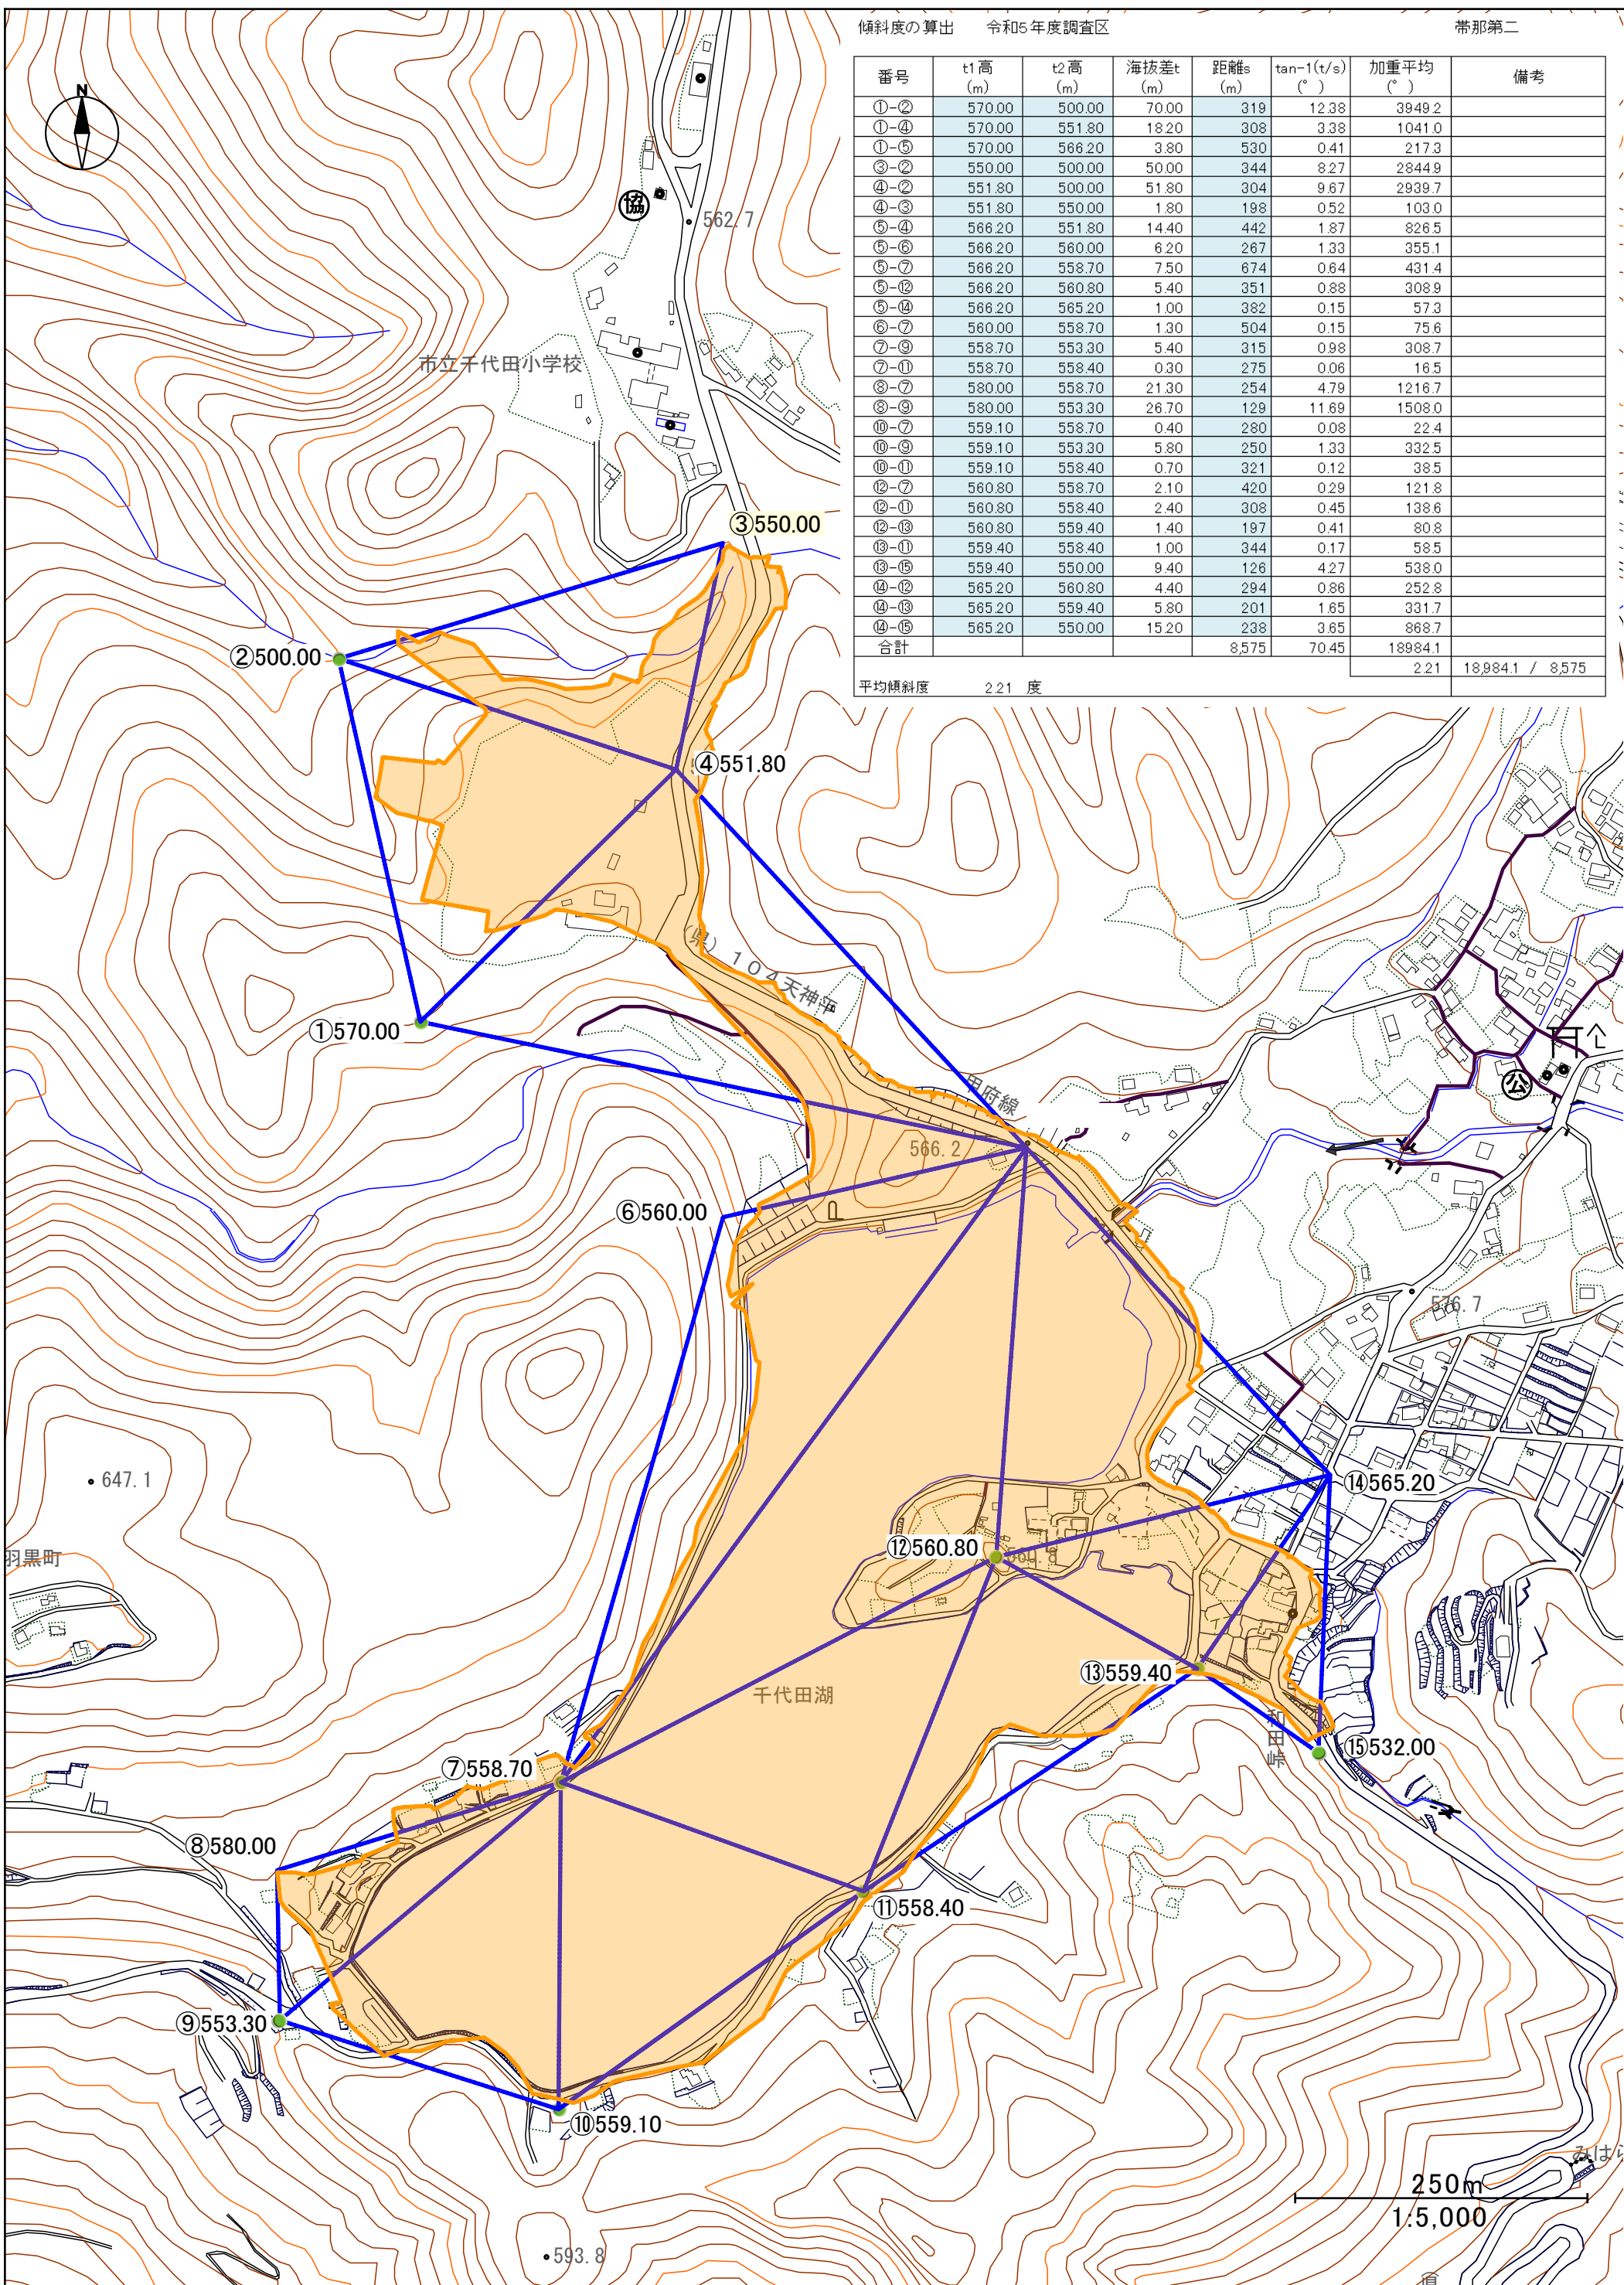 傾斜度の算出 令和5年度調査区 帯那第二
番号 t1高(m) t2高(m) 海抜差t(m) 距離s(m) tan-1(t/s)(°) 加重平均(°) 備考
①-② 570.00 500.00 70.00 319 12.38 3949.2
①-④ 570.00 551.80 18.20 308 3.38 1041.0
①-⑤ 570.00 566.20 3.80 530 0.41 217.3
③-② 550.00 500.00 50.00 344 8.27 2844.9
④-② 551.80 500.00 51.80 304 9.67 2939.7
④-③ 551.80 550.00 1.80 198 0.52 103.0
⑤-④ 566.20 551.80 14.40 442 1.87 826.5
⑤-⑥ 566.20 560.00 6.20 267 1.33 355.1
⑤-⑦ 566.20 558.70 7.50 674 0.64 431.4
⑤-⑫ 566.20 560.80 5.40 351 0.88 308.9
⑤-⑭ 566.20 565.20 1.00 382 0.15 57.3
⑥-⑦ 560.00 558.70 1.30 504 0.15 75.6
⑦-⑨ 558.70 553.30 5.40 315 0.98 308.7
⑦-⑪ 558.70 558.40 0.30 275 0.06 16.5
⑧-⑦ 580.00 558.70 21.30 254 4.79 1216.7
⑧-⑨ 580.00 553.30 26.70 129 11.69 1508.0
⑩-⑦ 559.10 558.70 0.40 280 0.08 22.4
⑩-⑨ 559.10 553.30 5.80 250 1.33 332.5
⑩-⑪ 559.10 558.40 0.70 321 0.12 38.5
⑫-⑦ 560.80 558.70 2.10 420 0.29 121.8
⑫-⑪ 560.80 558.40 2.40 308 0.45 138.6
⑫-⑬ 560.80 559.40 1.40 197 0.41 80.8
⑬-⑪ 559.40 558.40 1.00 344 0.17 58.5
⑬-⑮ 559.40 550.00 9.40 126 4.27 538.0
⑭-⑫ 565.20 560.80 4.40 294 0.86 252.8
⑭-⑬ 565.20 559.40 5.80 201 1.65 331.7
⑭-⑮ 565.20 550.00 15.20 238 3.65 868.7
合計 8,575 70.45 18984.1
2.21 18,984.1 / 8,575
平均傾斜度 2.21 度
N
協
562.7
市立千代田小学校
③550.00
②500.00
④551.80
(県) 104天神平
甲府線
①570.00
公
566.2
⑥560.00
576.7
647.1
⑭565.20
羽黒町
⑫560.80
560.8
⑬559.40
千代田湖
和田峠
⑮532.00
⑦558.70
⑧580.00
⑪558.40
⑨553.30
⑩559.10
みはら
250m
1:5,000
593.8